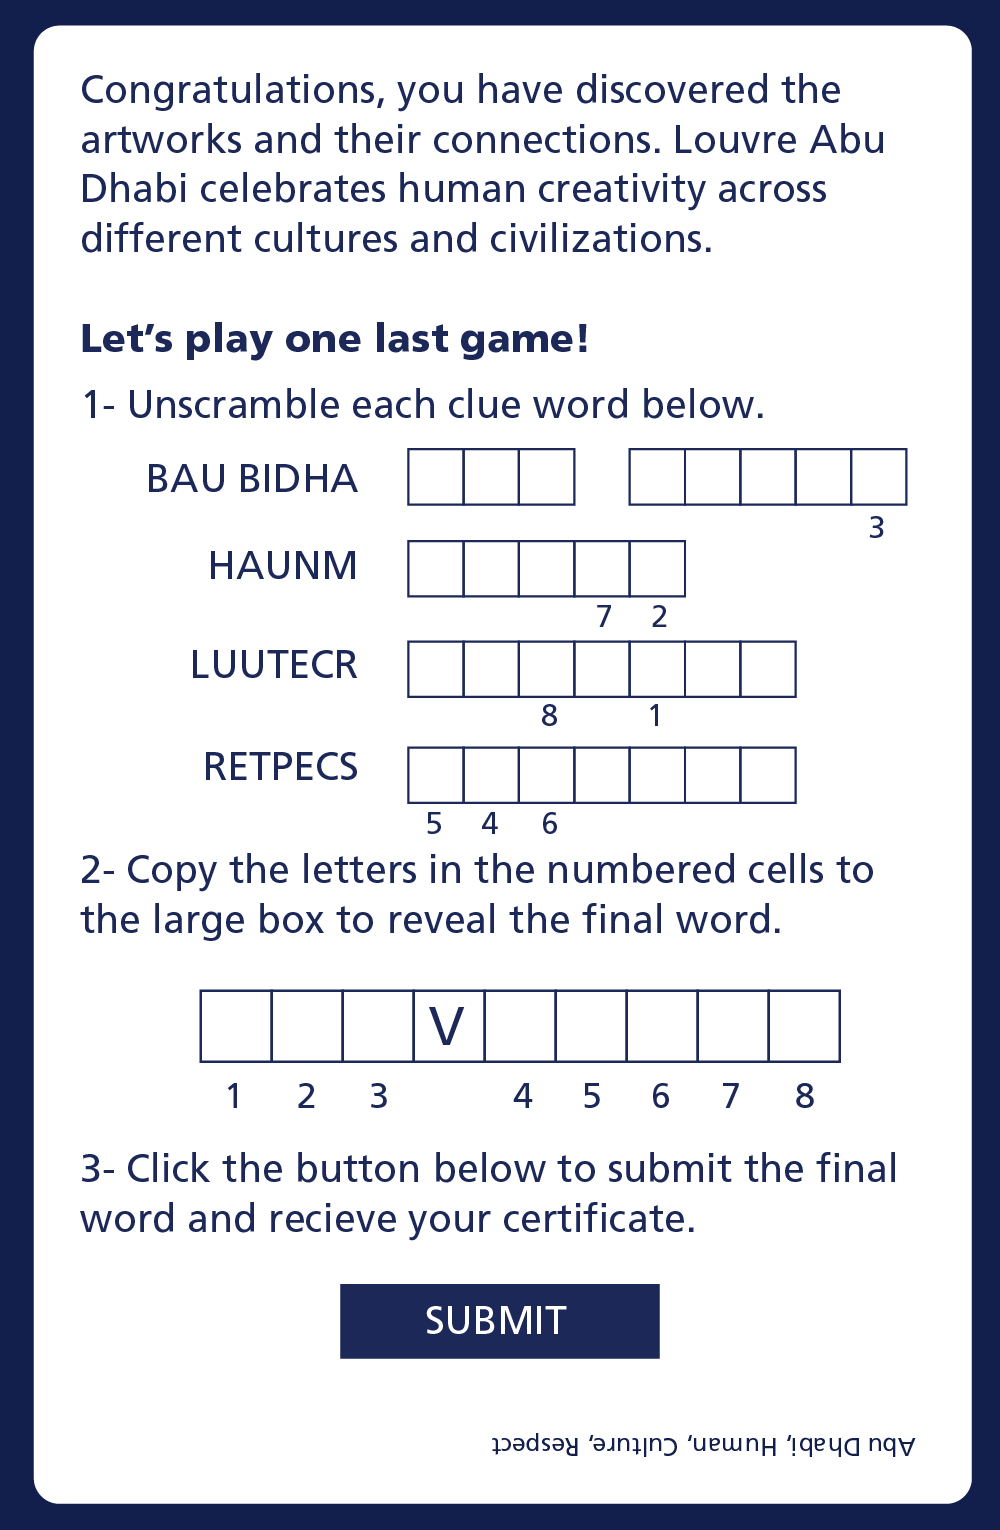 Congratulations, you have discovered the
artworks and their connections. Louvre Abu
Dhabi celebrates human creativity across
different cultures and civilizations.
Let's play one last game!
1- Unscramble each clue word below.
BAU BIDHA
3
HAUNM
7 2
LUUTECR
8 1
RETPECS
5 4 6
2- Copy the letters in the numbered cells to
the large box to reveal the final word.
V
1 2 3 4 5 6 7 8
3- Click the button below to submit the final
word and recieve your certificate.
SUBMIT
Abu Dhabi, Human, Culture, Respect